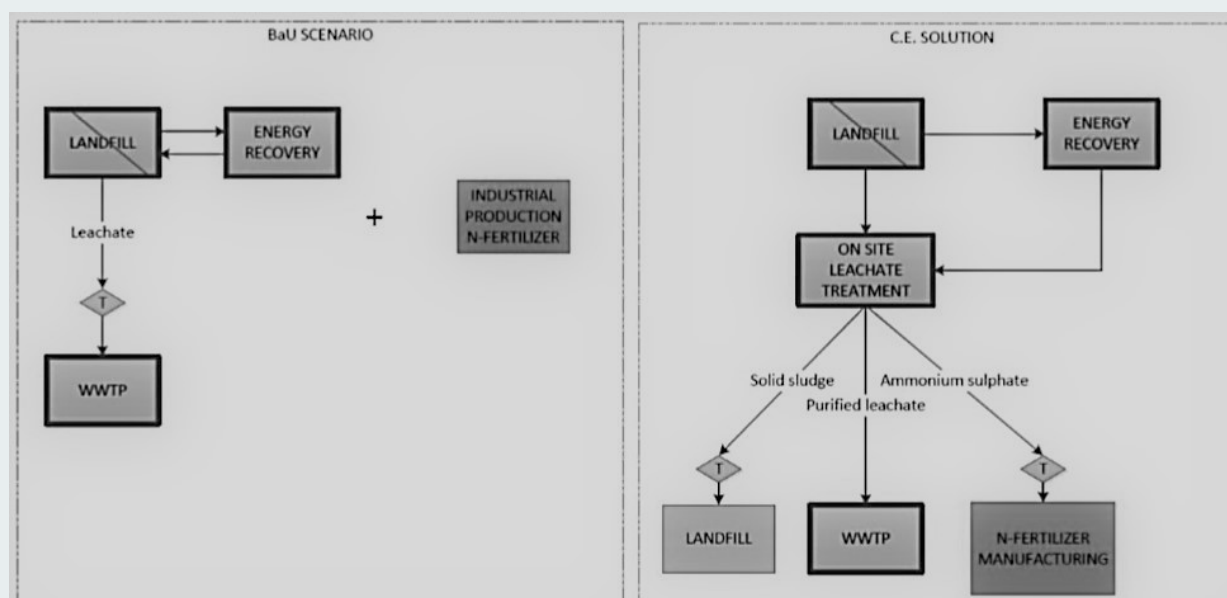 BaU SCENARIO
LANDFILL
ENERGY
RECOVERY
Leachate
T
WWTP
+
INDUSTRIAL
PRODUCTION
N-FERTILIZER
C.E. SOLUTION
LANDFILL
ENERGY
RECOVERY
ON SITE
LEACHATE
TREATMENT
Solid sludge
Purified leachate
Ammonium sulphate
T
T
LANDFILL
WWTP
N-FERTILIZER
MANUFACTURING